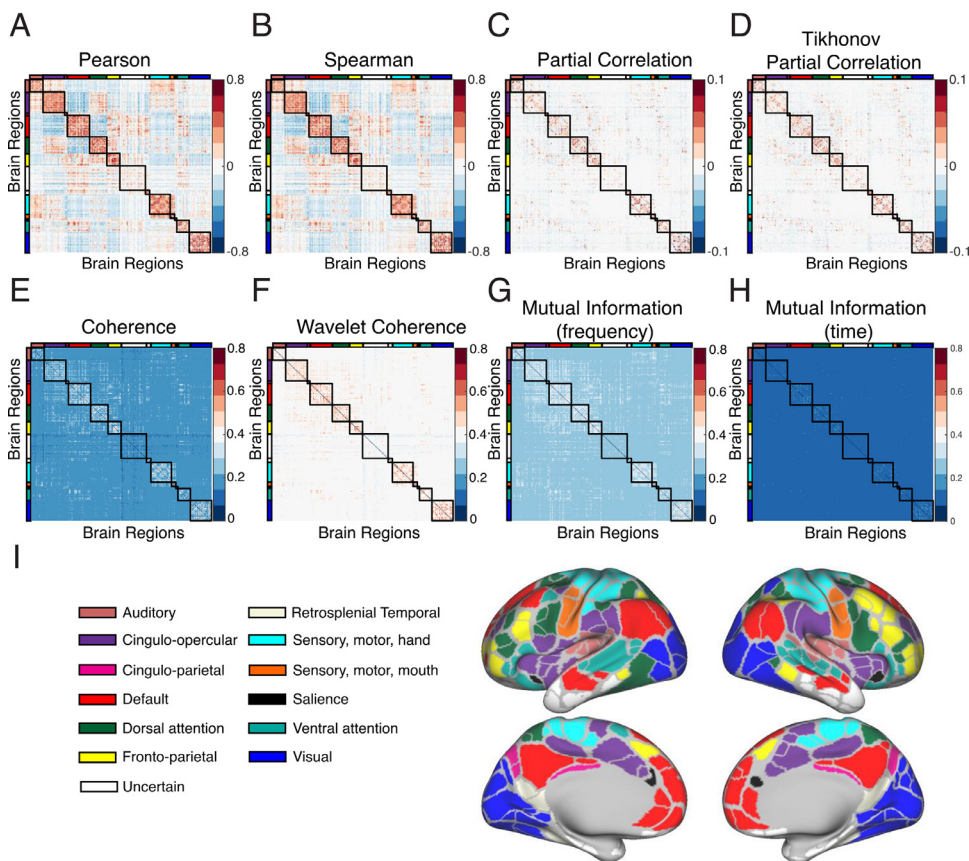 A
Pearson
Brain Regions
0.8
0
-0.8
Brain Regions
B
Spearman
Brain Regions
0.8
0
-0.8
Brain Regions
C
Partial Correlation
Brain Regions
0.1
0
-0.1
Brain Regions
D
Tikhonov
Partial Correlation
Brain Regions
0.1
0
-0.1
Brain Regions
E
Coherence
Brain Regions
0.8
0.6
0.4
0.2
0
Brain Regions
F
Wavelet Coherence
Brain Regions
0.8
0.6
0.4
0.2
0
Brain Regions
G
Mutual Information
(frequency)
Brain Regions
0.8
0.6
0.4
0.2
0
Brain Regions
H
Mutual Information
(time)
Brain Regions
0.8
0.6
0.4
0.2
0
Brain Regions
I
Auditory
Cingulo-opercular
Cingulo-parietal
Default
Dorsal attention
Fronto-parietal
Uncertain
Retrosplenial Temporal
Sensory, motor, hand
Sensory, motor, mouth
Salience
Ventral attention
Visual